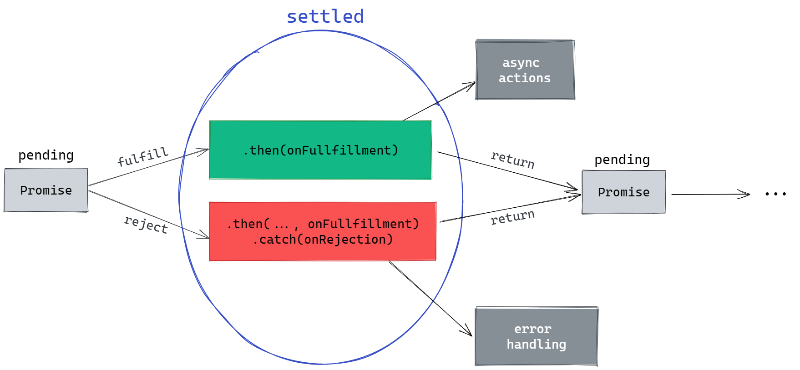 settled
async
actions
pending
Promise
fulfill
.then(onFullfillment)
return
reject
.then(..., onFullfillment)
.catch(onRejection)
return
pending
Promise
...
error
handling